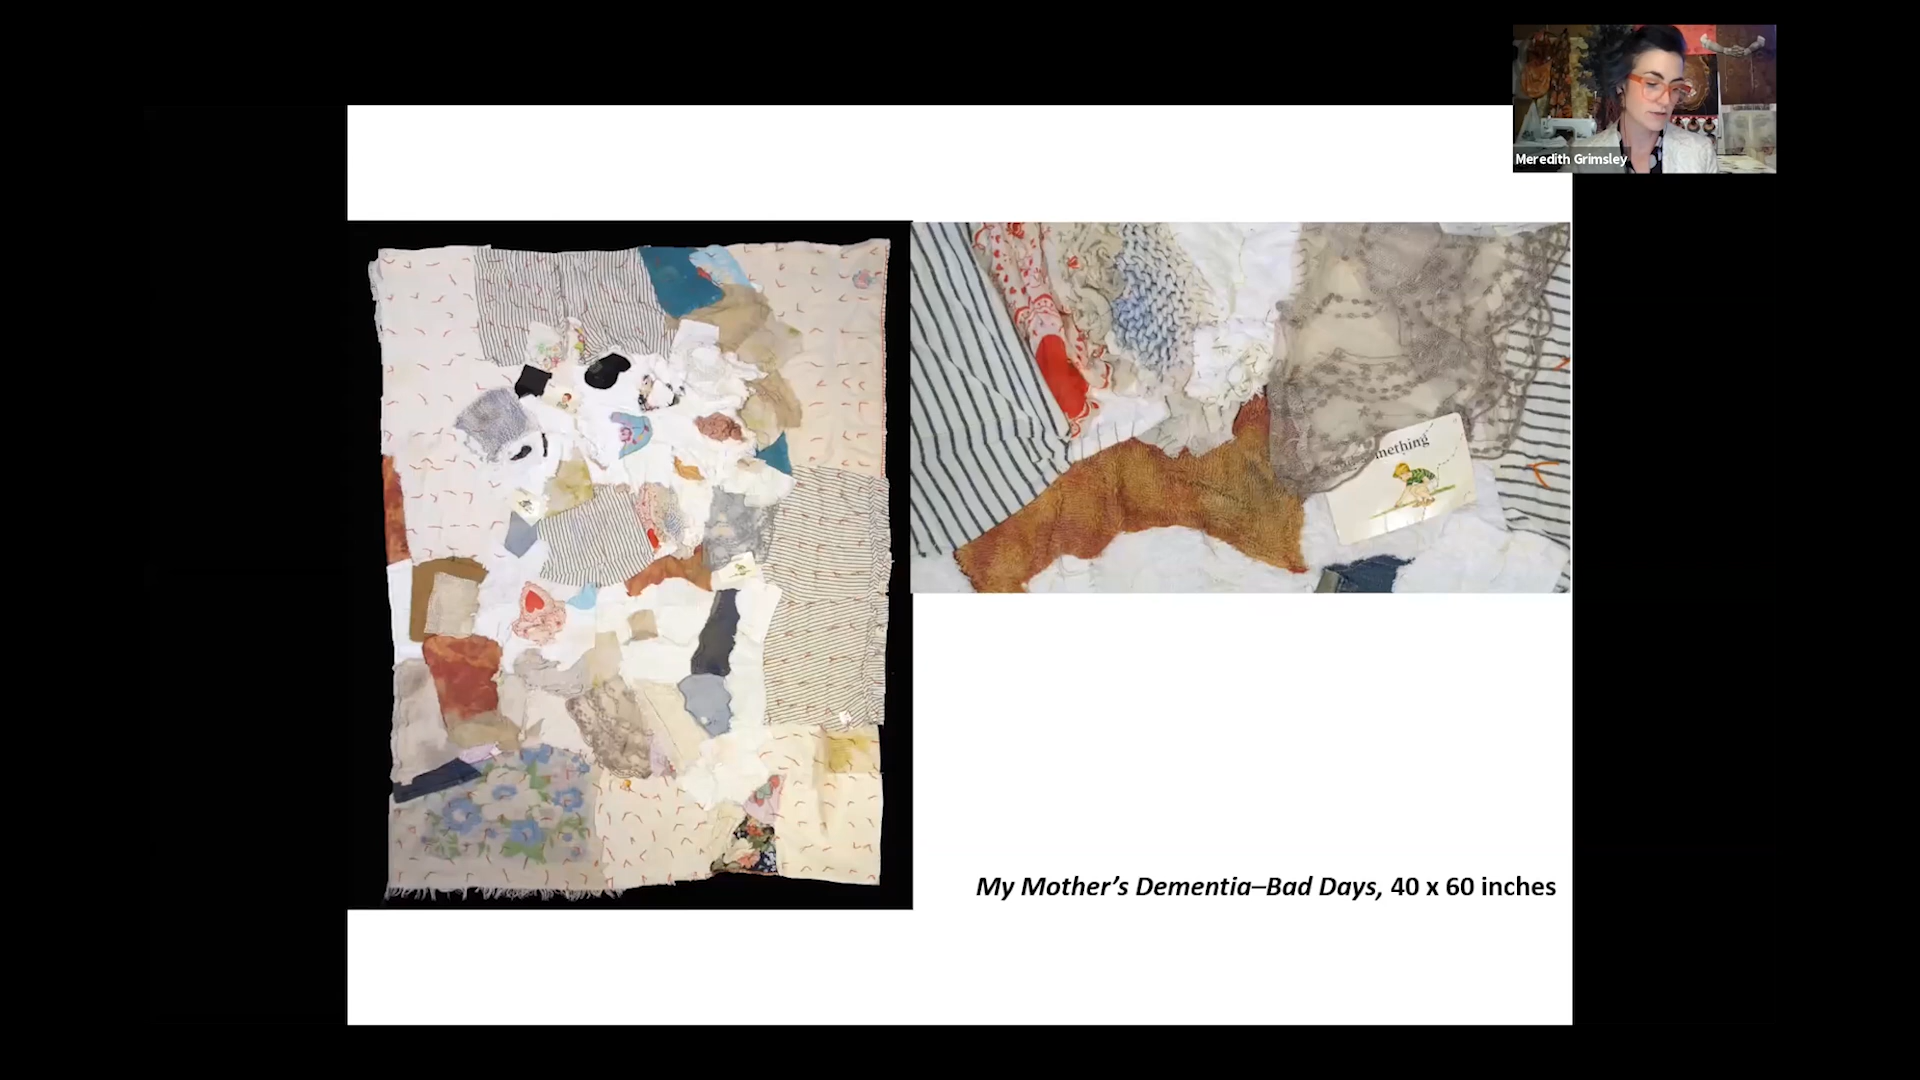 Meredith Grimsley
mething
My Mother's Dementia–Bad Days, 40 x 60 inches